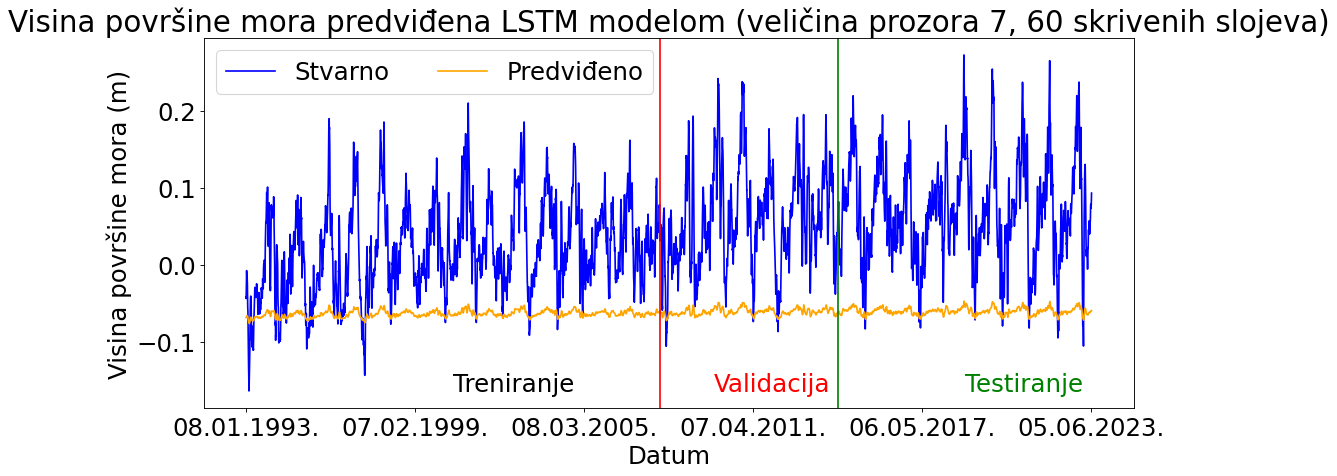 Visina površine mora predviđena LSTM modelom (veličina prozora 7, 60 skrivenih slojeva)
Stvarno
Predviđeno
Visina površine mora (m)
0.2
0.1
0.0
−0.1
Treniranje
Validacija
Testiranje
08.01.1993.
07.02.1999.
08.03.2005.
07.04.2011.
06.05.2017.
05.06.2023.
Datum